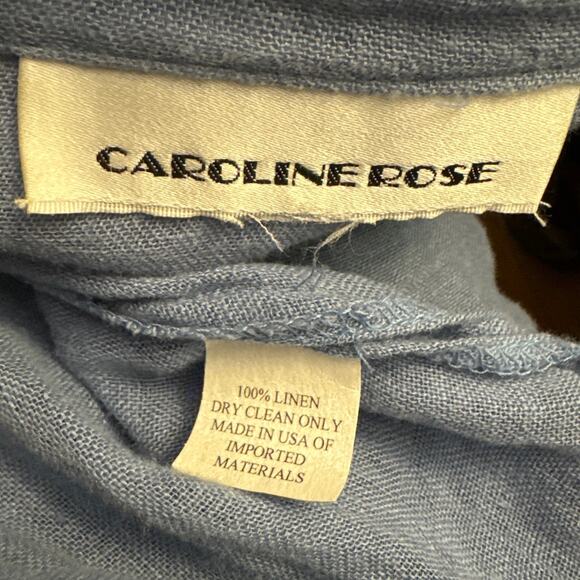 CAROLINE ROSE
100% LINEN
DRY CLEAN ONLY
MADE IN USA OF
IMPORTED
MATERIALS